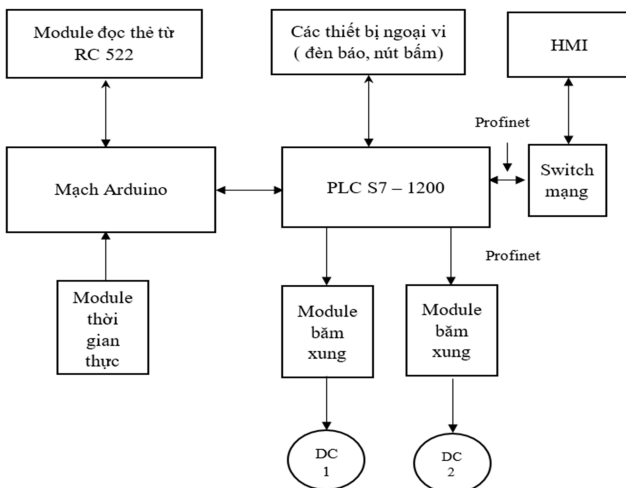 Module đọc thẻ từ
RC 522
Các thiết bị ngoại vi
( đèn báo, nút bấm)
HMI
Profinet
Mạch Arduino
PLC S7 – 1200
Switch
mạng
Profinet
Module
thời
gian
thực
Module
băm
xung
Module
băm
xung
DC
1
DC
2